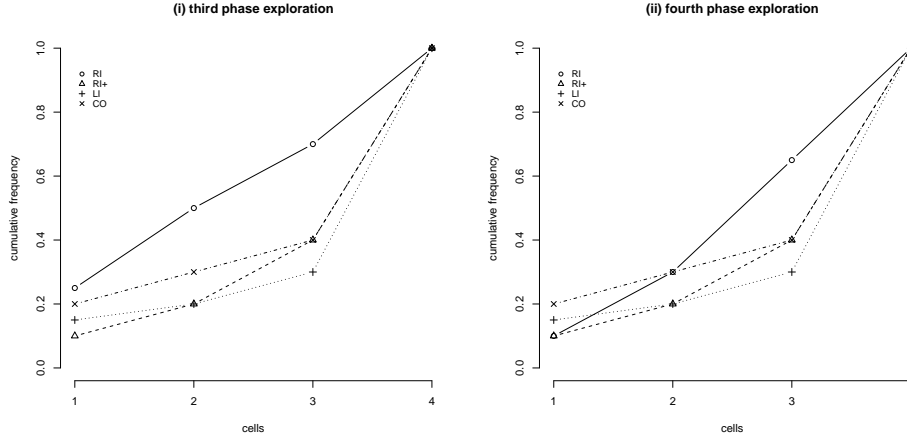 (i) third phase exploration
cumulative frequency
0.0 0.2 0.4 0.6 0.8 1.0
RI
RI+
LI
CO
1 2 3 4
cells
(ii) fourth phase exploration
cumulative frequency
0.0 0.2 0.4 0.6 0.8 1.0
RI
RI+
LI
CO
1 2 3
cells